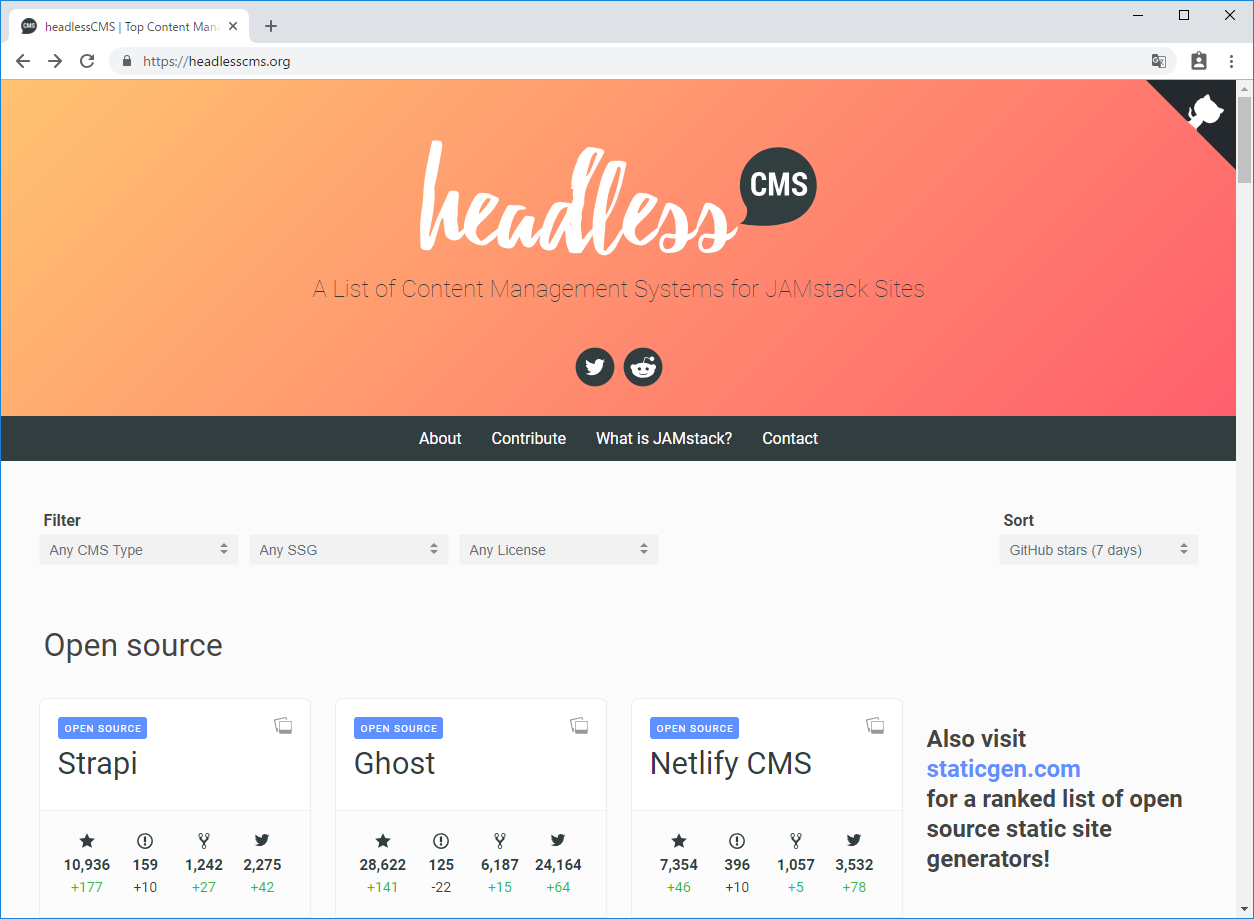 CMS headlessCMS | Top Content Mana
https://headlesscms.org
headless CMS
A List of Content Management Systems for JAMstack Sites
About Contribute What is JAMstack? Contact
Filter Sort
Any CMS Type Any SSG Any License GitHub stars (7 days)
Open source
OPEN SOURCE
Strapi
10,936 159 1,242 2,275
+177 +10 +27 +42
OPEN SOURCE
Ghost
28,622 125 6,187 24,164
+141 -22 +15 +64
OPEN SOURCE
Netlify CMS
7,354 396 1,057 3,532
+46 +10 +5 +78
Also visit
staticgen.com
for a ranked list of open
source static site
generators!